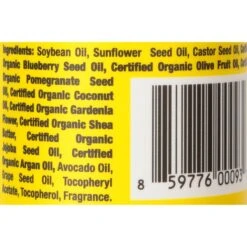 Ingredients: Soybean Oil, Sunflower Seed Oil, Castor Seed Oil,
Organic Blueberry Seed Oil, Certified Organic Olive Fruit Oil,
Organic Pomegranate Seed
Oil, Certified Organic Coconut
Oil, Certified Organic Gardenia
Flower, Certified Organic Shea
Butter, Certified Organic
Jojoba Seed Oil, Certified
Organic Argan Oil, Avocado Oil,
Grape Seed Oil, Tocopheryl
Acetate, Tocopherol, Fragrance.
8 59776 00093